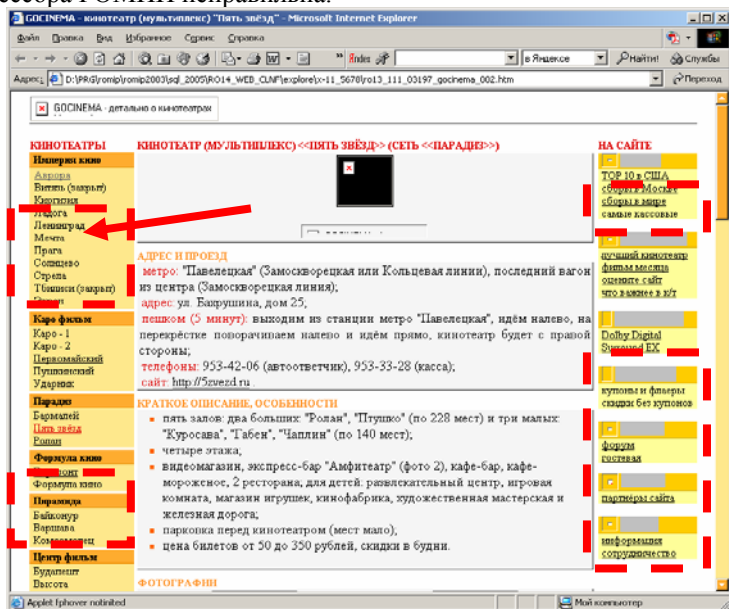 GOCINEMA - кинотеатр (мультиплекс) "Пять звёзд" - Microsoft Internet Explorer
Файл Правка Вид Избранное Сервис Справка
Яndex в Яндексе Найти! Службы
Адрес: D:\PRG\romip\romip2003\sql_2005\RO14_WEB_CLNF\explore\x-11_5678\ro13_111_03197_gocinema_002.htm Переход
GOCINEMA - детально о кинотеатрах
КИНОТЕАТРЫ
Империя кино
Аврора
Витязь (закрыт)
Киргизия
Ладога
Ленинград
Мечта
Прага
Солнцево
Стрела
Тбилиси (закрыт)
Каро фильм
Каро - 1
Каро - 2
Первомайский
Пушкинский
Ударник
Парадиз
Бармалей
Пять звёзд
Ролан
Формула кино
Формула кино
Пирамида
Байконур
Варшава
Комсомолец
Центр фильм
Будапешт
Высота
КИНОТЕАТР (МУЛЬТИПЛЕКС) <<ПЯТЬ ЗВЁЗД>> (СЕТЬ <<ПАРАДИЗ>>)
АДРЕС И ПРОЕЗД
метро: "Павелецкая" (Замоскворецкая или Кольцевая линии), последний вагон
из центра (Замоскворецкая линия);
адрес: ул. Бахрушина, дом 25;
пешком (5 минут): выходим из станции метро "Павелецкая", идём налево, на
перекрёстке поворачиваем налево и идём прямо, кинотеатр будет с правой
стороны;
телефоны: 953-42-06 (автоответчик), 953-33-28 (касса);
сайт: http://5zvezd.ru .
КРАТКОЕ ОПИСАНИЕ, ОСОБЕННОСТИ
пять залов: два больших: "Ролан", "Птушко" (по 228 мест) и три малых:
"Куросава", "Габен", "Чаплин" (по 140 мест);
четыре этажа;
видеомагазин, экспресс-бар "Амфитеатр" (фото 2), кафе-бар, кафе-
мороженое, 2 ресторана; для детей: развлекательный центр, игровая
комната, магазин игрушек, кинофабрика, художественная мастерская и
железная дорога;
парковка перед кинотеатром (мест мало);
цена билетов от 50 до 350 рублей, скидки в будни.
ФОТОГРАФИИ
НА САЙТЕ
TOP 10 в США
сборы в Москве
сборы в мире
самые кассовые
лучший кинотеатр
фильм месяца
оцените сайт
что важнее в к/т
Dolby Digital
Surround EX
купоны и флаеры
скидки без купонов
форум
гостевая
партнёры сайта
информация
сотрудничество
Applet fphover notinited Мой компьютер